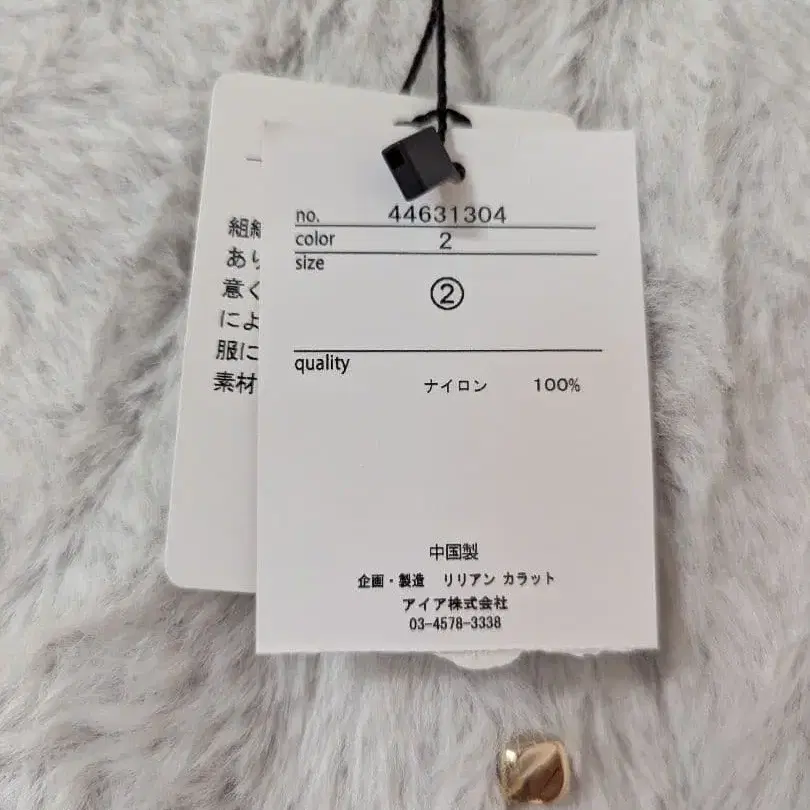 no. 44631304
color 2
size
②
quality
ナイロン 100%
中国製
企画・製造 リリアン カラット
アイア株式会社
03-4578-3338
組繊
あり
意く
によ
服に
素材